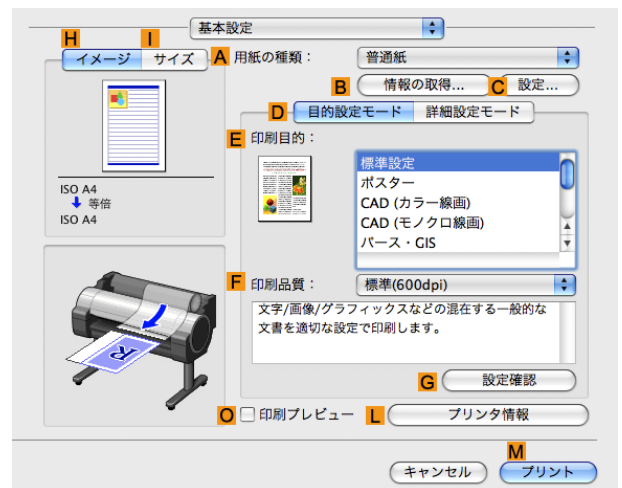 基本設定
H
I
イメージ
サイズ
A
用紙の種類：
普通紙
B
情報の取得...
C
設定...
D
目的設定モード
詳細設定モード
E
印刷目的：
標準設定
ポスター
CAD (カラー線画)
CAD (モノクロ線画)
パース・GIS
ISO A4
等倍
ISO A4
F
印刷品質：
標準(600dpi)
文字/画像/グラフィックスなどの混在する一般的な
文書を適切な設定で印刷します。
G
設定確認
O
印刷プレビュー
L
プリンタ情報
M
キャンセル
プリント